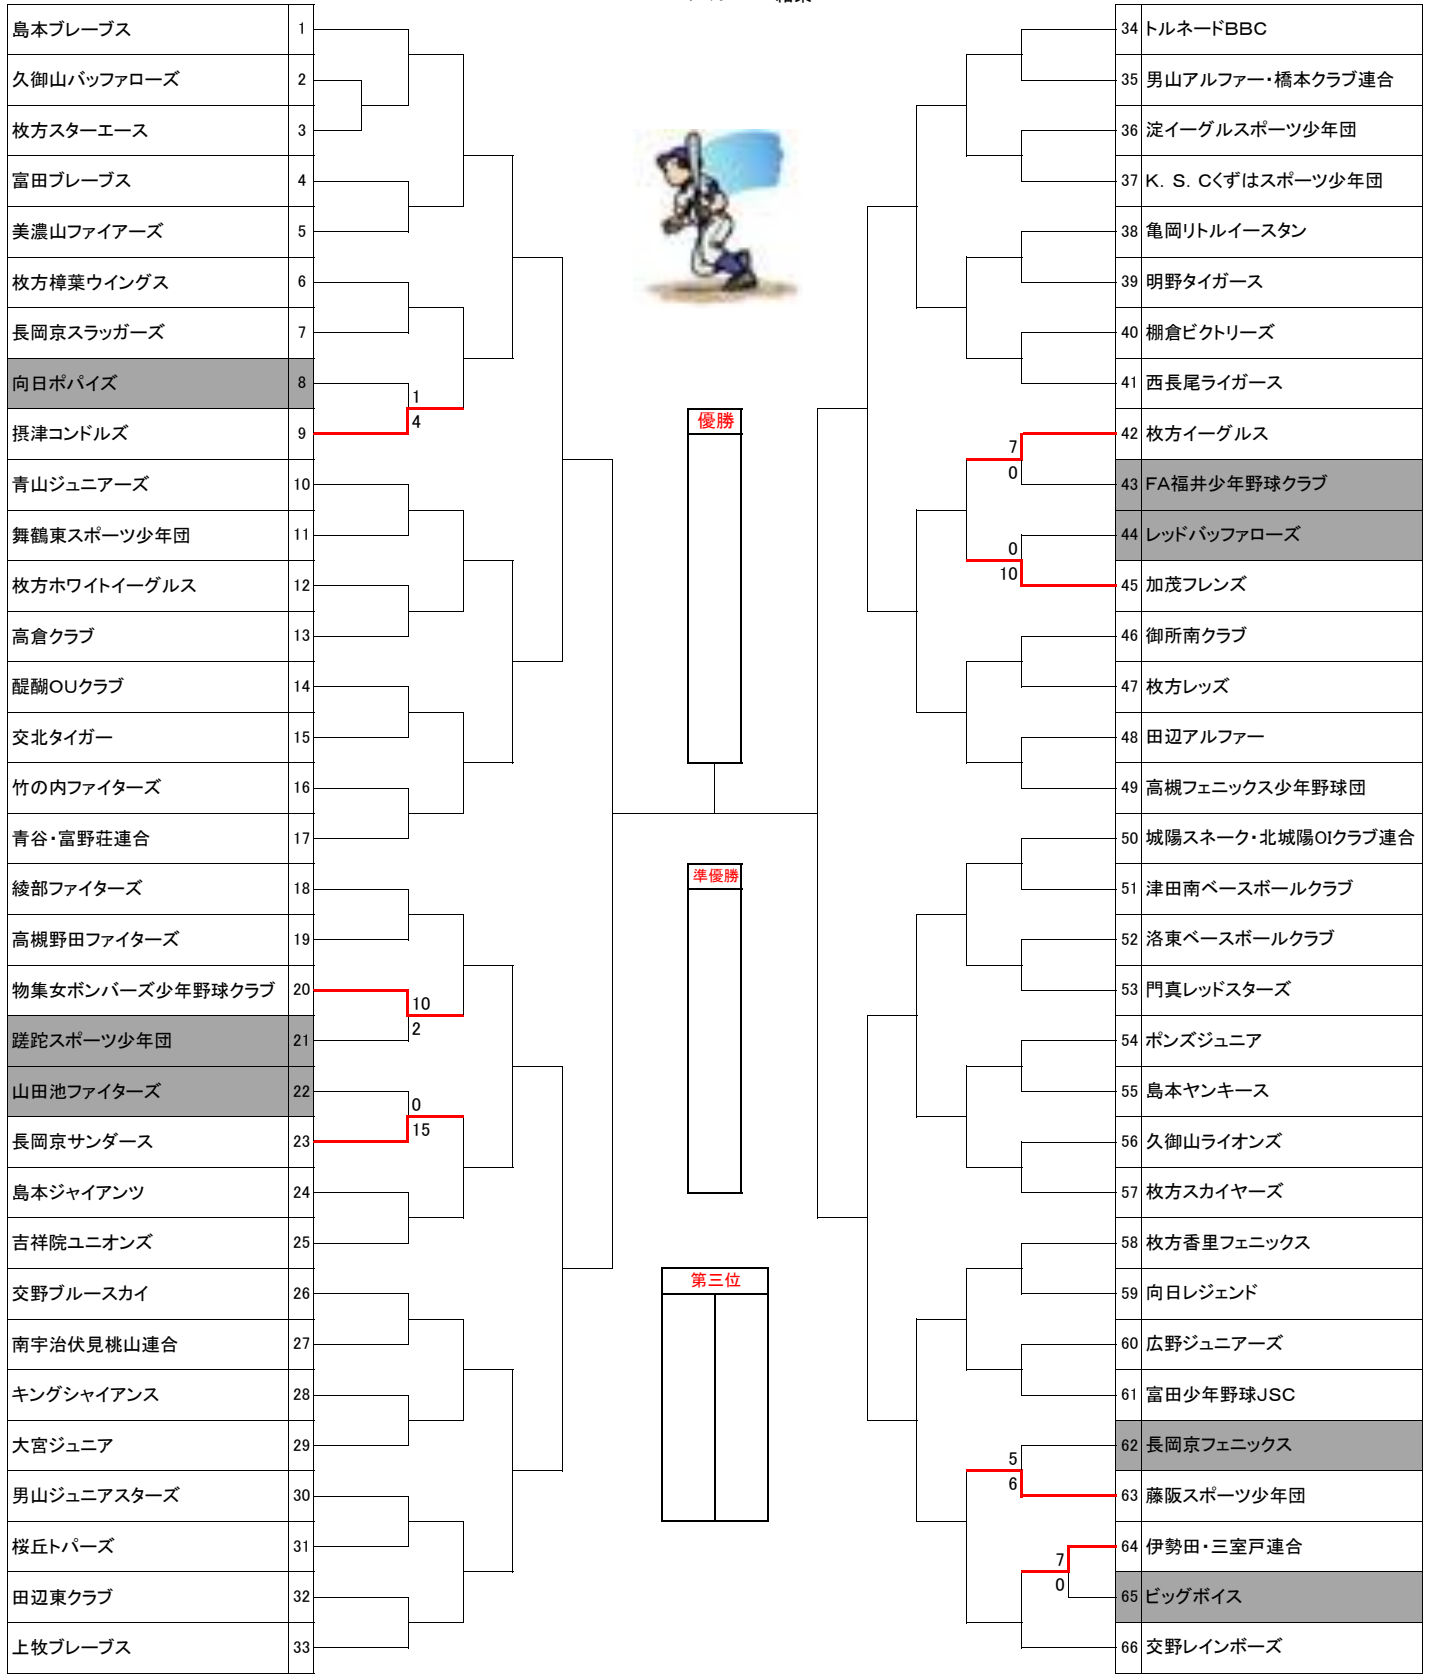 島本ブレーブス 1
久御山バッファローズ 2
枚方スターエース 3
富田ブレーブス 4
美濃山ファイアーズ 5
枚方樟葉ウイングス 6
長岡京スラッガーズ 7
向日ポパイズ 8
1
4
摂津コンドルズ 9
青山ジュニアーズ 10
舞鶴東スポーツ少年団 11
枚方ホワイトイーグルス 12
高倉クラブ 13
醍醐OUクラブ 14
交北タイガー 15
竹の内ファイターズ 16
青谷・富野荘連合 17
綾部ファイターズ 18
高槻野田ファイターズ 19
物集女ボンバーズ少年野球クラブ 20
10
2
蹉跎スポーツ少年団 21
山田池ファイターズ 22
0
15
長岡京サンダース 23
島本ジャイアンツ 24
吉祥院ユニオンズ 25
交野ブルースカイ 26
南宇治伏見桃山連合 27
キングシャイアンス 28
大宮ジュニア 29
男山ジュニアスターズ 30
桜丘トパーズ 31
田辺東クラブ 32
上牧ブレーブス 33
優勝
準優勝
第三位
34 トルネードBBC
35 男山アルファー・橋本クラブ連合
36 淀イーグルスポーツ少年団
37 K．S．Cくずはスポーツ少年団
38 亀岡リトルイースタン
39 明野タイガース
40 棚倉ビクトリーズ
41 西長尾ライガース
42 枚方イーグルス
7
0
43 FA福井少年野球クラブ
44 レッドバッファローズ
0
10
45 加茂フレンズ
46 御所南クラブ
47 枚方レッズ
48 田辺アルファー
49 高槻フェニックス少年野球団
50 城陽スネーク・北城陽OIクラブ連合
51 津田南ベースボールクラブ
52 洛東ベースボールクラブ
53 門真レッドスターズ
54 ポンズジュニア
55 島本ヤンキース
56 久御山ライオンズ
57 枚方スカイヤーズ
58 枚方香里フェニックス
59 向日レジェンド
60 広野ジュニアーズ
61 富田少年野球JSC
62 長岡京フェニックス
5
6
63 藤阪スポーツ少年団
64 伊勢田・三室戸連合
7
0
65 ビッグボイス
66 交野レインボーズ